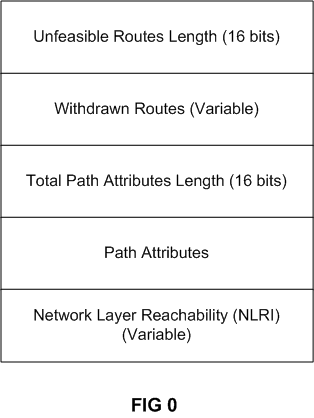 Unfeasible Routes Length (16 bits)
Withdrawn Routes (Variable)
Total Path Attributes Length (16 bits)
Path Attributes
Network Layer Reachability (NLRI)
(Variable)
FIG 0